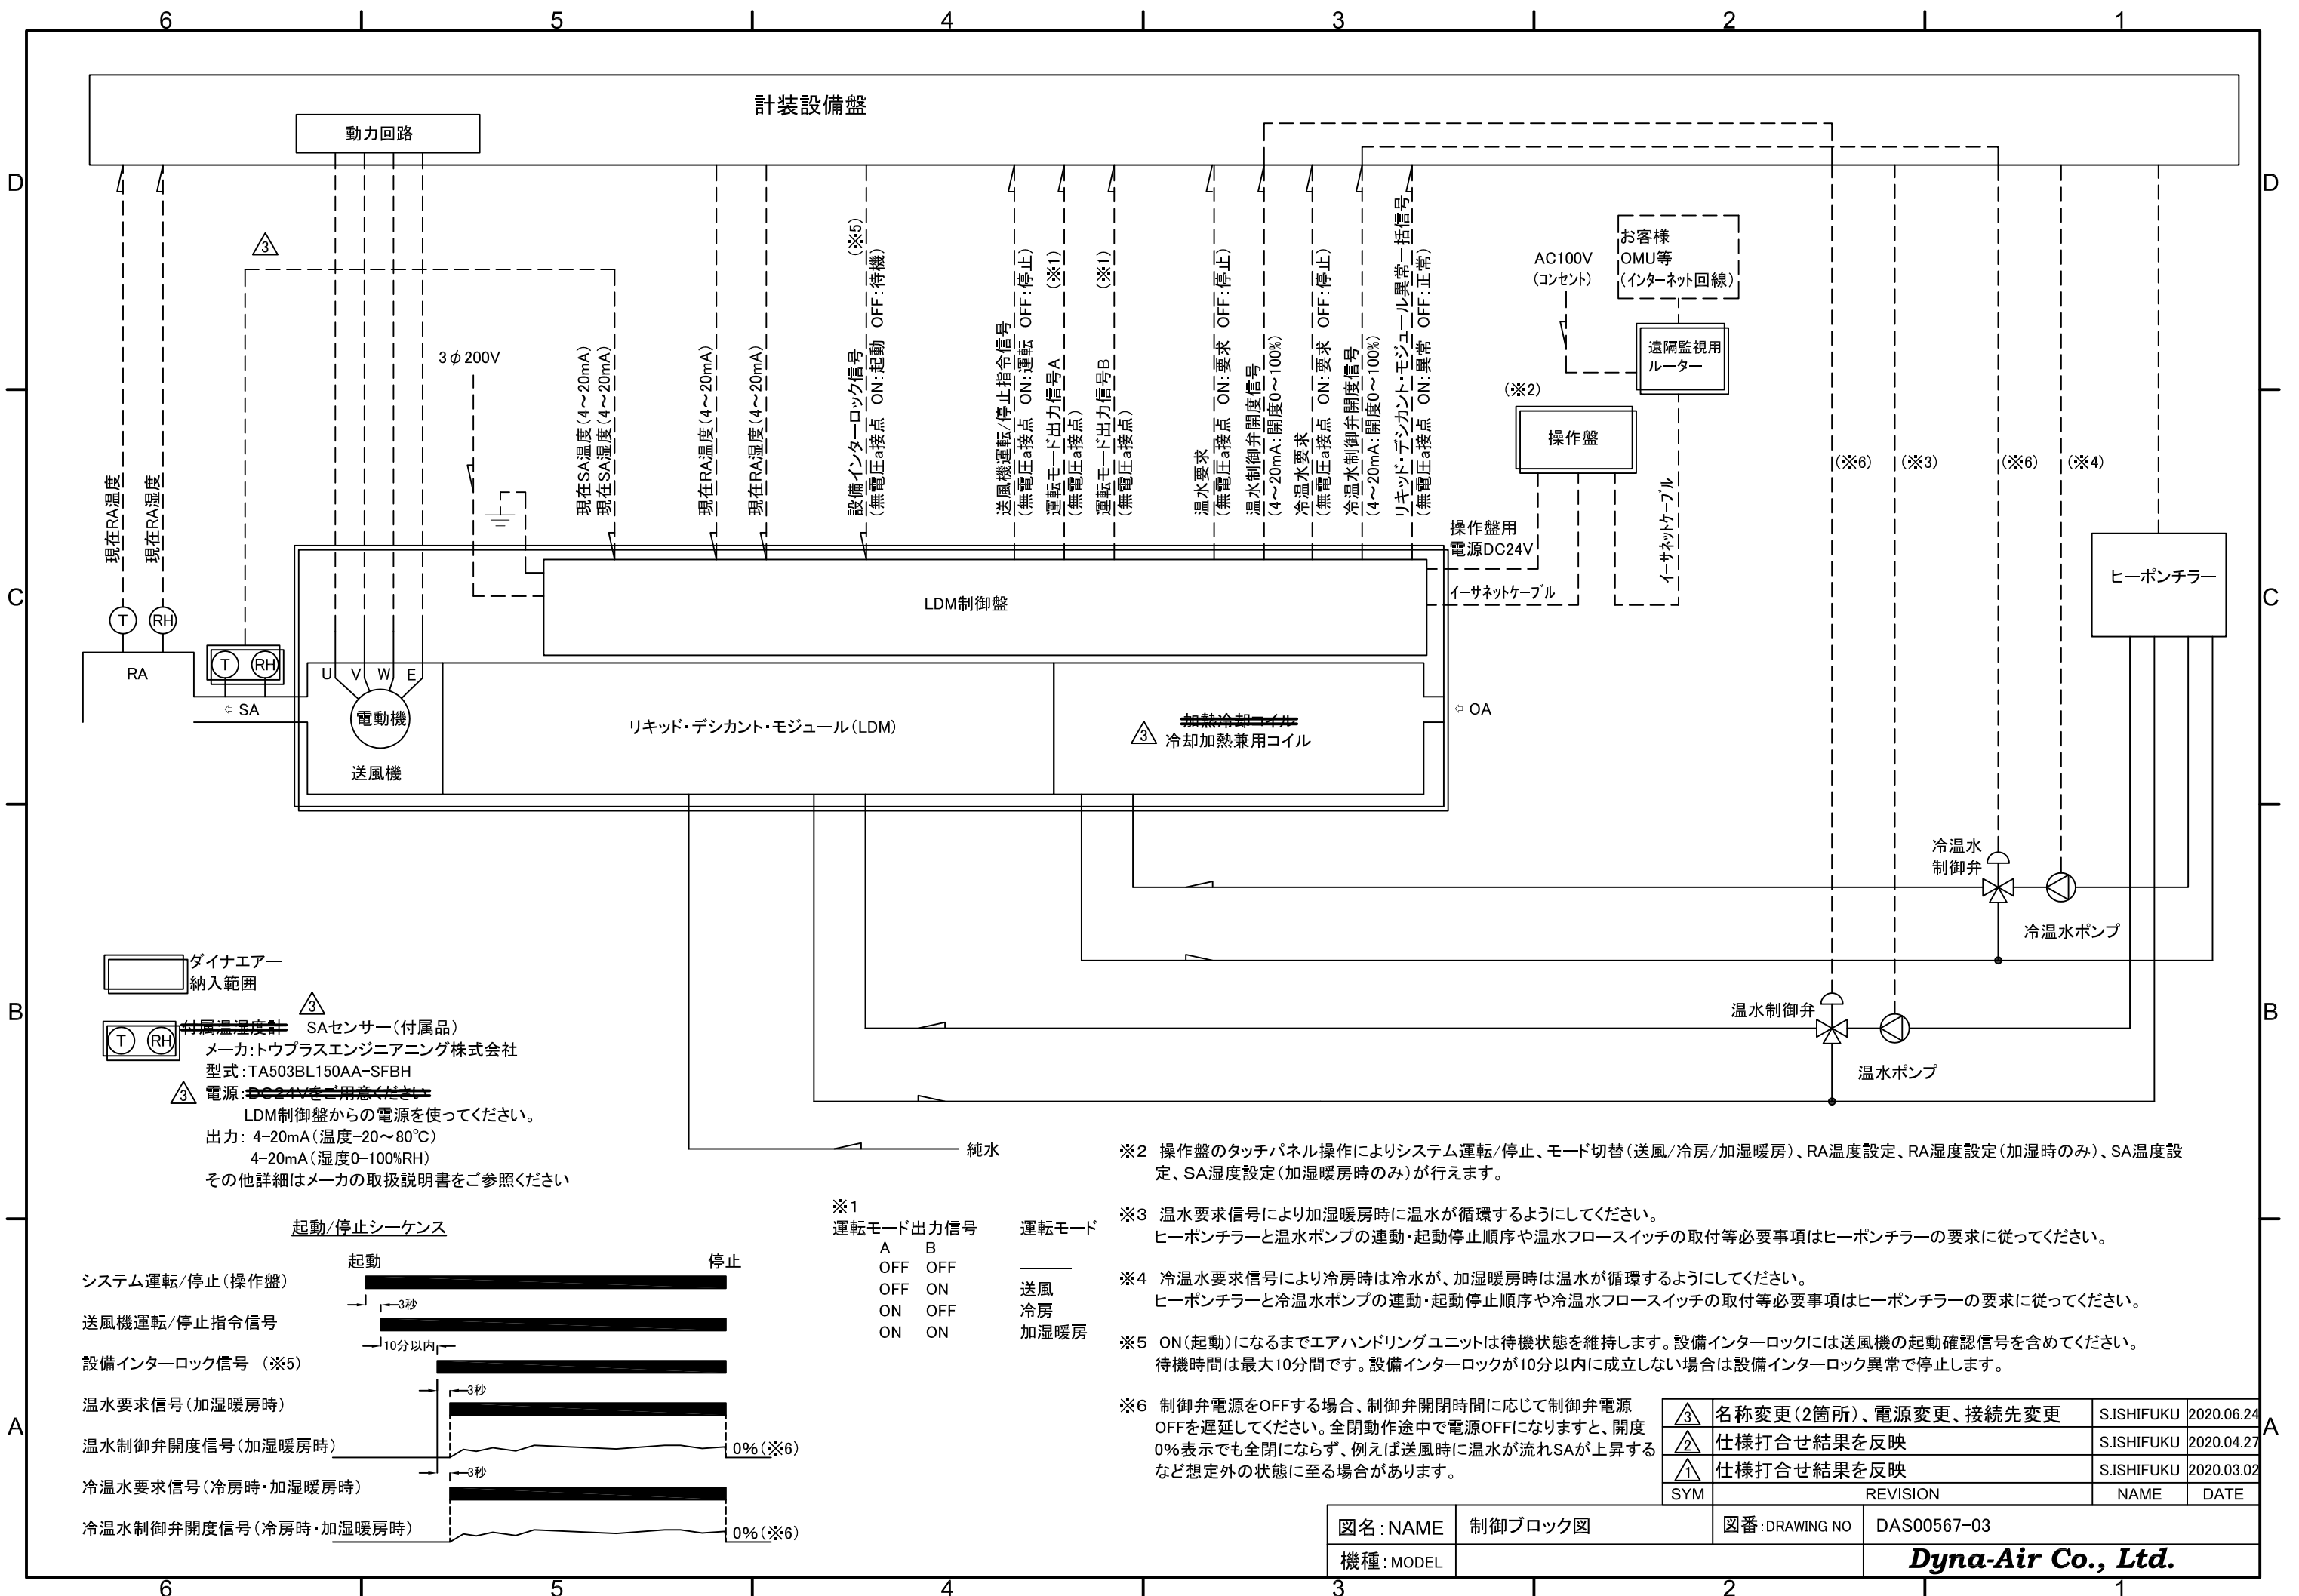 6 5 4 3 2 1
計装設備盤
動力回路
D
D
3
3φ200V
現在RA温度
現在RA湿度
現在SA温度(4～20mA)
現在SA湿度(4～20mA)
現在RA温度(4～20mA)
現在RA湿度(4～20mA)
設備インターロック信号 (※5)
(無電圧a接点 ON:起動 OFF:待機)
送風機運転/停止指令信号
(無電圧a接点 ON:運転 OFF:停止)
運転モード出力信号A (※1)
(無電圧a接点)
運転モード出力信号B (※1)
(無電圧a接点)
温水要求
(無電圧a接点 ON:要求 OFF:停止)
温水制御弁開度信号
(4～20mA:開度0～100%)
冷温水要求
(無電圧a接点 ON:要求 OFF:停止)
冷温水制御弁開度信号
(4～20mA:開度0～100%)
リキッド・デシカント・モジュール異常一括信号
(無電圧a接点 ON:異常 OFF:正常)
AC100V
(コンセント)
お客様
OMU等
(インターネット回線)
遠隔監視用
ルーター
(※2)
操作盤
(※6)
(※3)
(※6)
(※4)
操作盤用
電源DC24V
イーサネットケーブル
イーサネットケーブル
ヒーポンチラー
C
C
LDM制御盤
T
RH
RA
T
RH
⇦ SA
U V W E
電動機
送風機
リキッド・デシカント・モジュール(LDM)
加熱冷却コイル
3 冷却加熱兼用コイル
⇦ OA
冷温水
制御弁
冷温水ポンプ
温水制御弁
温水ポンプ
純水
B
B
ダイナエアー
納入範囲
3
T RH 付属温湿度計 SAセンサー(付属品)
メーカ:トウプラスエンジニアニング株式会社
型式:TA503BL150AA-SFBH
3 電源:DC24Vをご用意ください
LDM制御盤からの電源を使ってください。
出力: 4-20mA(温度-20～80℃)
4-20mA(湿度0-100%RH)
その他詳細はメーカの取扱説明書をご参照ください
起動/停止シーケンス
起動 停止
システム運転/停止(操作盤)
3秒
送風機運転/停止指令信号
10分以内
設備インターロック信号 (※5)
3秒
温水要求信号(加湿暖房時)
温水制御弁開度信号(加湿暖房時) 0%(※6)
3秒
冷温水要求信号(冷房時・加湿暖房時)
冷温水制御弁開度信号(冷房時・加湿暖房時) 0%(※6)
※1
運転モード出力信号 運転モード
A B
OFF OFF ―――
OFF ON 送風
ON OFF 冷房
ON ON 加湿暖房
※2 操作盤のタッチパネル操作によりシステム運転/停止、モード切替(送風/冷房/加湿暖房)、RA温度設定、RA湿度設定(加湿時のみ)、SA温度設
定、SA湿度設定(加湿暖房時のみ)が行えます。
※3 温水要求信号により加湿暖房時に温水が循環するようにしてください。
ヒーポンチラーと温水ポンプの連動・起動停止順序や温水フロースイッチの取付等必要事項はヒーポンチラーの要求に従ってください。
※4 冷温水要求信号により冷房時は冷水が、加湿暖房時は温水が循環するようにしてください。
ヒーポンチラーと冷温水ポンプの連動・起動停止順序や冷温水フロースイッチの取付等必要事項はヒーポンチラーの要求に従ってください。
※5 ON(起動)になるまでエアハンドリングユニットは待機状態を維持します。設備インターロックには送風機の起動確認信号を含めてください。
待機時間は最大10分間です。設備インターロックが10分以内に成立しない場合は設備インターロック異常で停止します。
※6 制御弁電源をOFFする場合、制御弁開閉時間に応じて制御弁電源
OFFを遅延してください。全閉動作途中で電源OFFになりますと、開度
0%表示でも全閉にならず、例えば送風時に温水が流れSAが上昇する
など想定外の状態に至る場合があります。
A
A
3 名称変更(2箇所)、電源変更、接続先変更 S.ISHIFUKU 2020.06.24
2 仕様打合せ結果を反映 S.ISHIFUKU 2020.04.27
1 仕様打合せ結果を反映 S.ISHIFUKU 2020.03.02
SYM REVISION NAME DATE
図名:NAME 制御ブロック図 図番:DRAWING NO DAS00567-03
機種:MODEL Dyna-Air Co., Ltd.
6 5 4 3 2 1